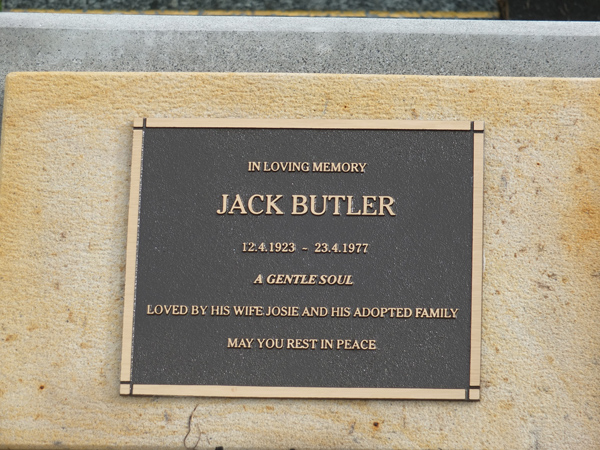 IN LOVING MEMORY
JACK BUTLER
12.4.1923 - 23.4.1977
A GENTLE SOUL
LOVED BY HIS WIFE JOSIE AND HIS ADOPTED FAMILY
MAY YOU REST IN PEACE